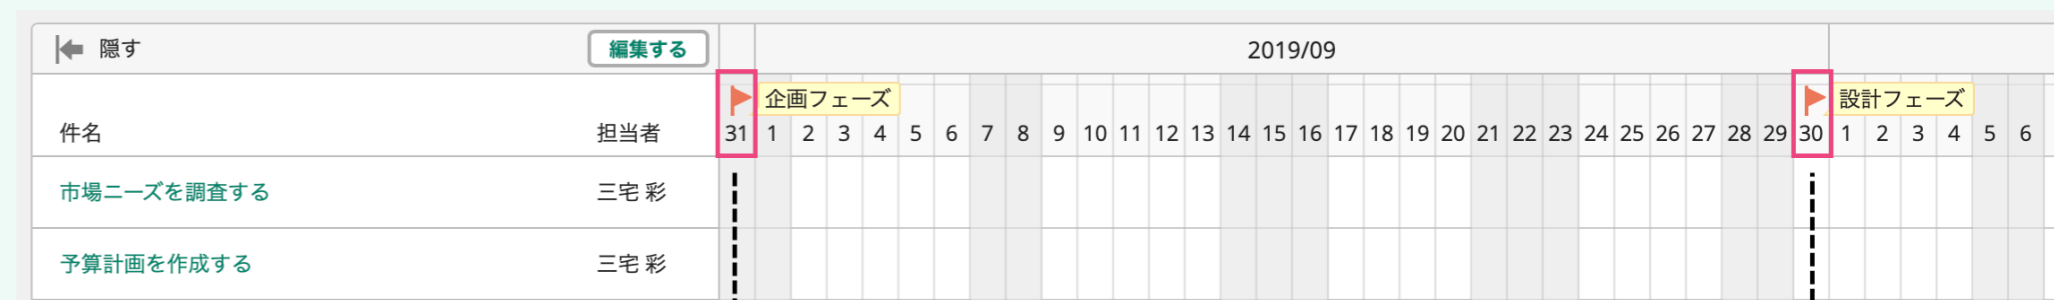 隠す 編集する 2019/09
企画フェーズ 設計フェーズ
件名 担当者 31 1 2 3 4 5 6 7 8 9 10 11 12 13 14 15 16 17 18 19 20 21 22 23 24 25 26 27 28 29 30 1 2 3 4 5 6
市場ニーズを調査する 三宅 彩
予算計画を作成する 三宅 彩